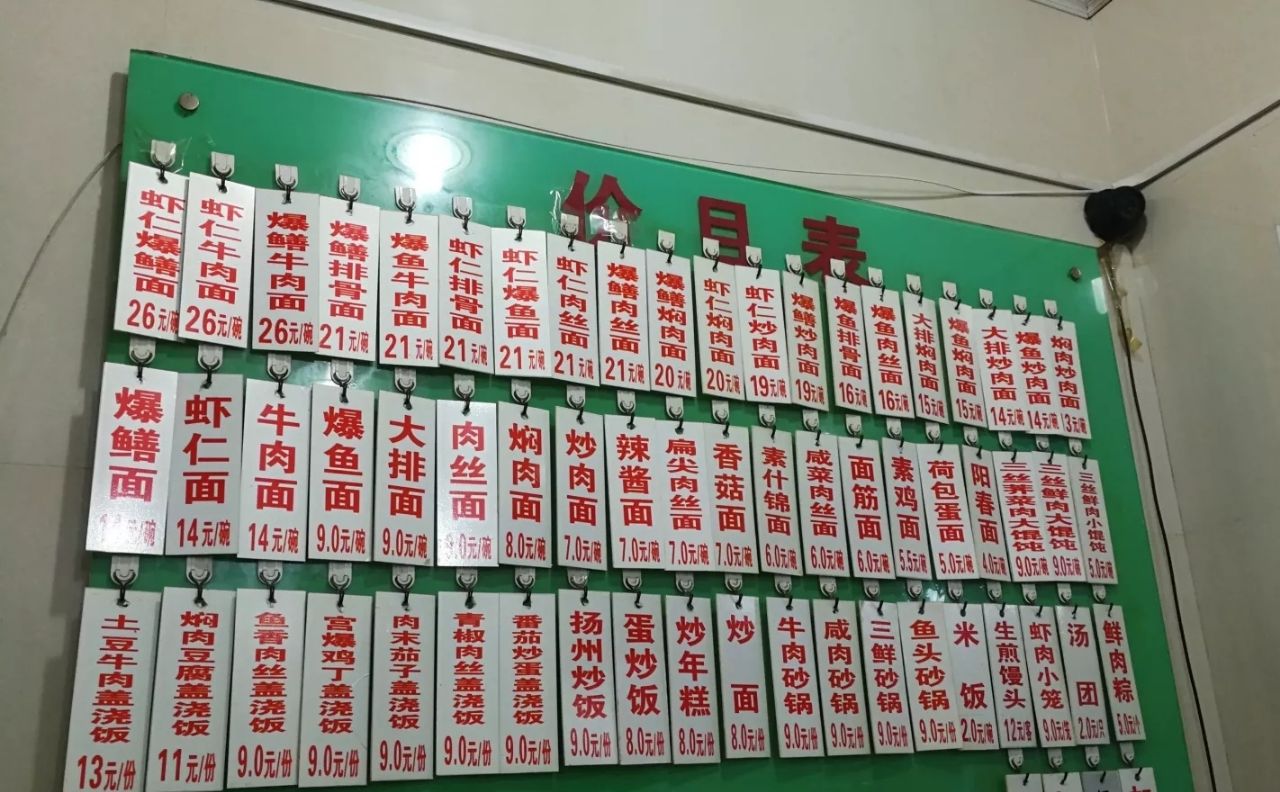 价目表
虾仁爆鳝面 26元/碗
虾仁牛肉面 26元/碗
爆鳝牛肉面 26元/碗
爆鳝排骨面 21元/碗
爆鱼牛肉面 21元/碗
虾仁排骨面 21元/碗
虾仁爆鱼面 21元/碗
虾仁肉丝面 21元/碗
爆鳝肉丝面 21元/碗
爆鳝焖肉面 20元/碗
虾仁焖肉面 20元/碗
虾仁炒肉面 19元/碗
爆鳝炒肉面 19元/碗
爆鱼排骨面 16元/碗
爆鱼肉丝面 16元/碗
大排焖肉面 15元/碗
爆鱼焖肉面 15元/碗
大排炒肉面 14元/碗
爆鱼炒肉面 14元/碗
焖肉炒肉面 13元/碗
爆鳝面 元/碗
虾仁面 14元/碗
牛肉面 14元/碗
爆鱼面 9.0元/碗
大排面 9.0元/碗
肉丝面 9.0元/碗
焖肉面 8.0元/碗
炒肉面 7.0元/碗
辣酱面 7.0元/碗
扁尖肉丝面 7.0元/碗
香菇面 7.0元/碗
素什锦面 6.0元/碗
咸菜肉丝面 6.0元/碗
面筋面 6.0元/碗
素鸡面 5.5元/碗
荷包蛋面 5.0元/碗
阳春面 4.0元/碗
三丝荠菜肉大馄饨 9.0元/碗
三丝鲜肉大馄饨 9.0元/碗
三丝鲜肉小馄饨 5.0元/碗
土豆牛肉盖浇饭 13元/份
焖肉豆腐盖浇饭 11元/份
鱼香肉丝盖浇饭 9.0元/份
宫爆鸡丁盖浇饭 9.0元/份
肉末茄子盖浇饭 9.0元/份
青椒肉丝盖浇饭 9.0元/份
番茄炒蛋盖浇饭 9.0元/份
扬州炒饭 9.0元/份
蛋炒饭 8.0元/份
炒年糕 8.0元/份
炒面 8.0元/份
牛肉砂锅 9.0元/份
咸肉砂锅 9.0元/份
三鲜砂锅 9.0元/份
鱼头砂锅 9.0元/份
米饭 2.0元/碗
生煎馒头 12元/客
虾肉小笼 9.0元/笼
汤团 2.0元/只
鲜肉粽 5.0元/个